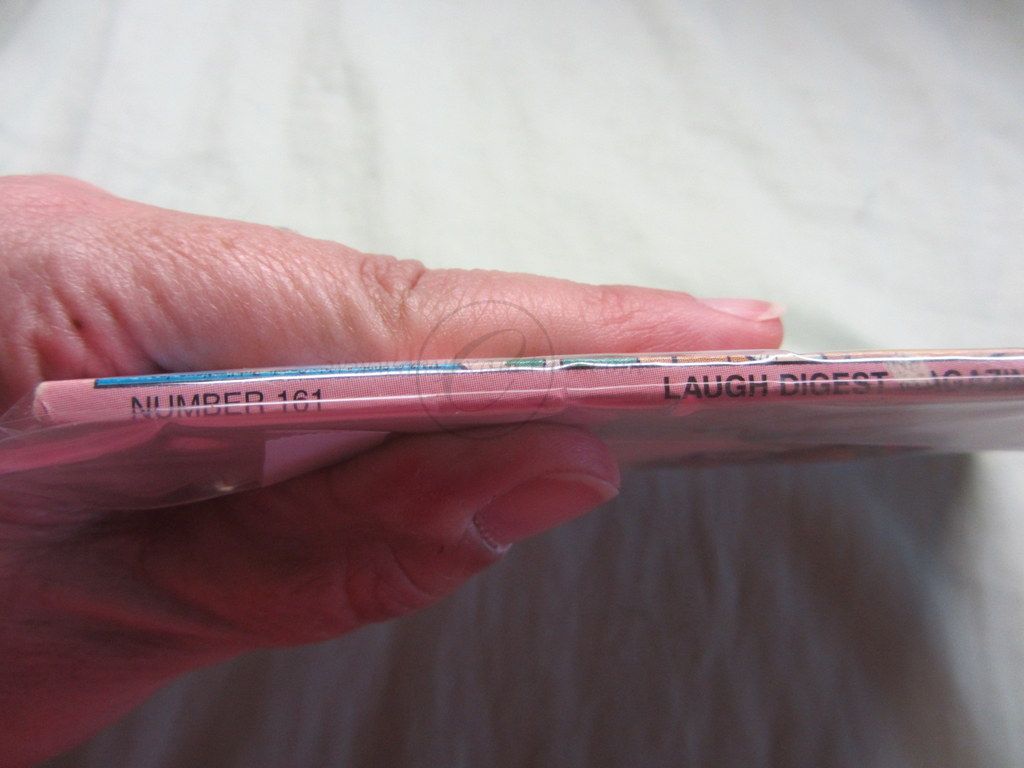 NUMBER 161
LAUGH DIGEST